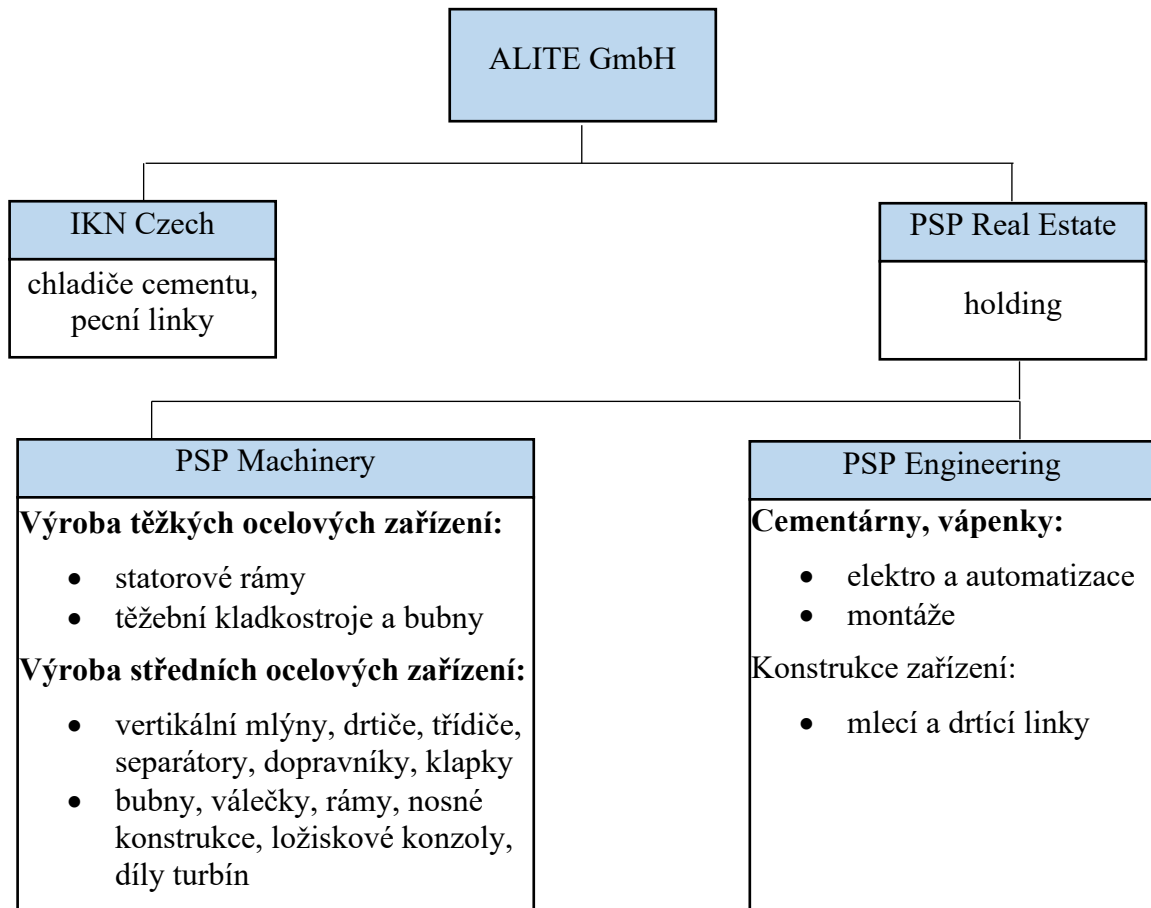 ALITE GmbH
IKN Czech
chladiče cementu,
pecní linky
PSP Real Estate
holding
PSP Machinery
Výroba těžkých ocelových zařízení:
• statorové rámy
• těžební kladkostroje a bubny
Výroba středních ocelových zařízení:
• vertikální mlýny, drtiče, třídiče,
separátory, dopravníky, klapky
• bubny, válečky, rámy, nosné
konstrukce, ložiskové konzoly,
díly turbín
PSP Engineering
Cementárny, vápenky:
• elektro a automatizace
• montáže
Konstrukce zařízení:
• mlecí a drtící linky